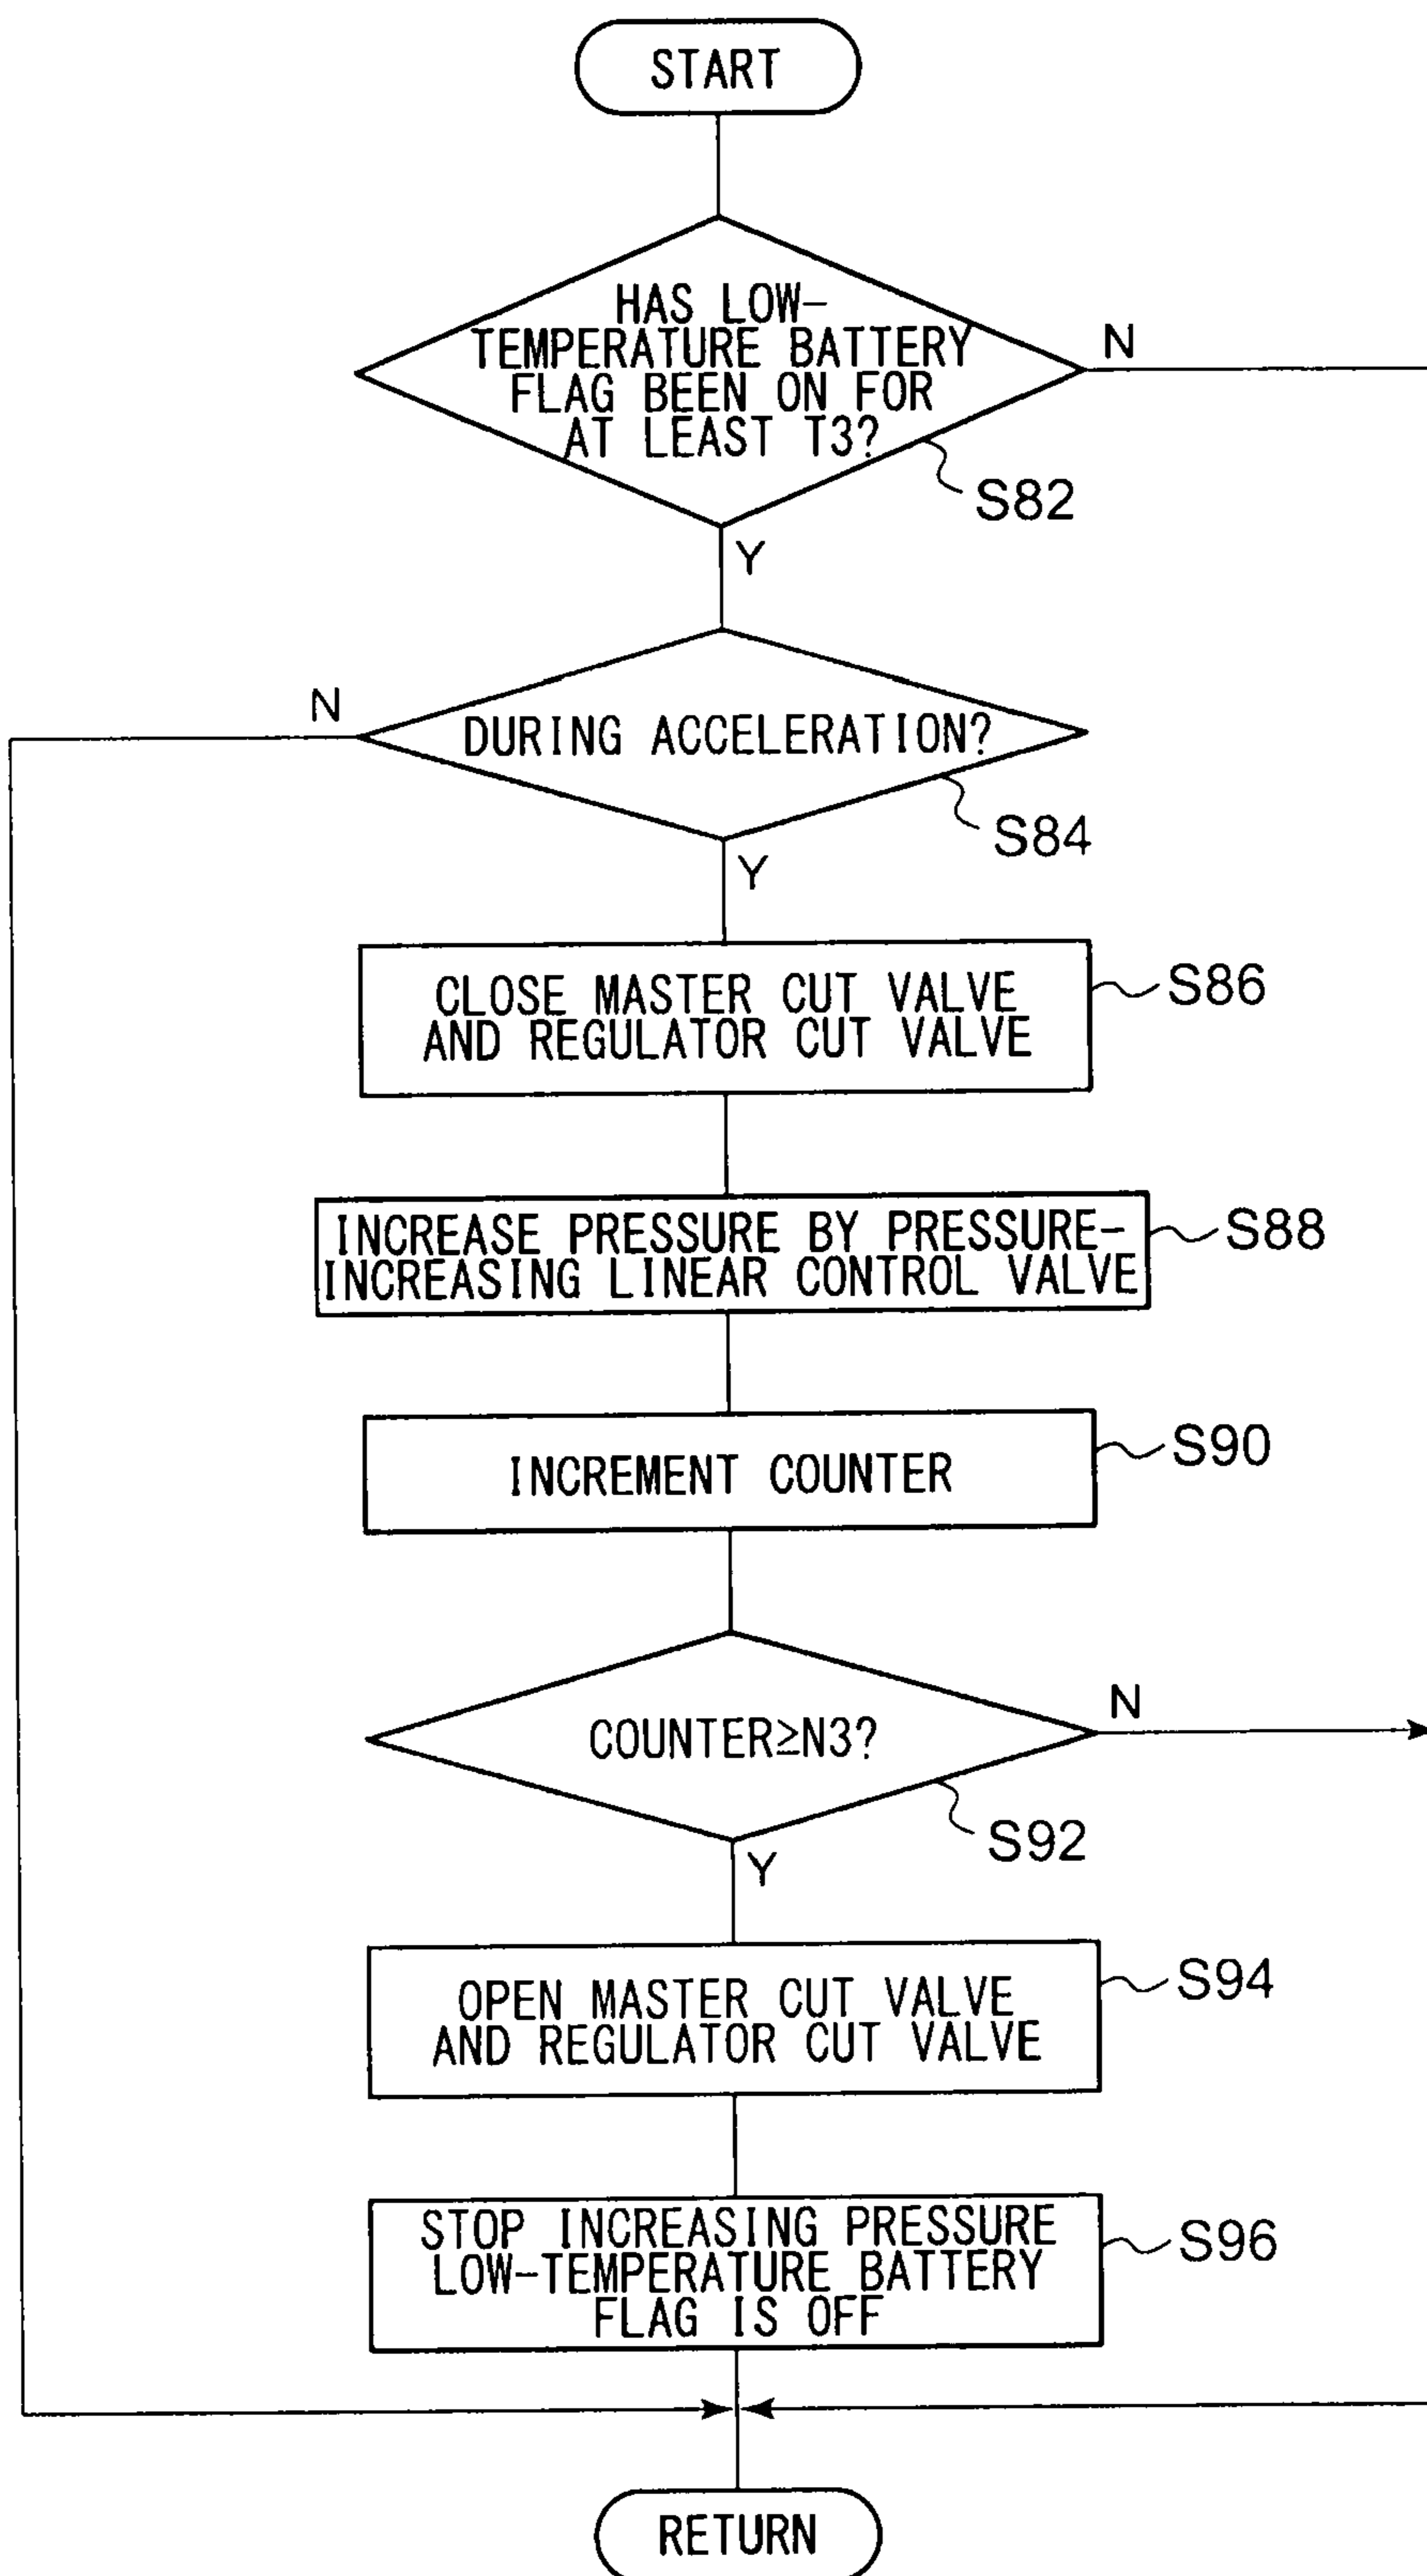 START
HAS LOW-
TEMPERATURE BATTERY
FLAG BEEN ON FOR
AT LEAST T3?
N
S82
Y
N
DURING ACCELERATION?
S84
Y
CLOSE MASTER CUT VALVE
AND REGULATOR CUT VALVE
S86
INCREASE PRESSURE BY PRESSURE-
INCREASING LINEAR CONTROL VALVE
S88
INCREMENT COUNTER
S90
COUNTER≥N3?
N
S92
Y
OPEN MASTER CUT VALVE
AND REGULATOR CUT VALVE
S94
STOP INCREASING PRESSURE
LOW-TEMPERATURE BATTERY
FLAG IS OFF
S96
RETURN